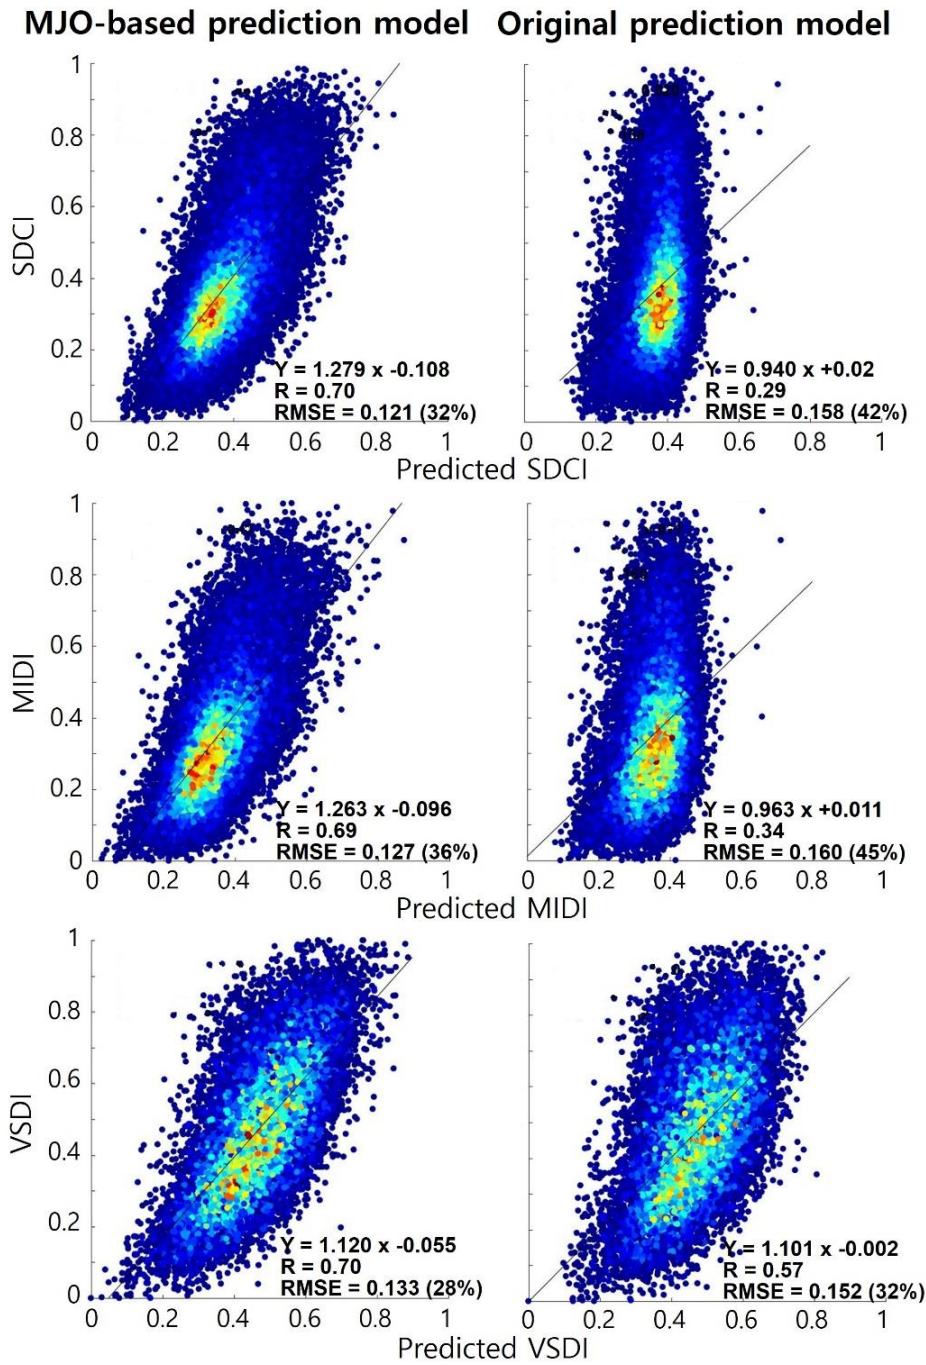 MJO-based prediction model Original prediction model
1
0.8
0.6
0.4
0.2
0
SDCI
Y = 1.279 x -0.108
R = 0.70
RMSE = 0.121 (32%)
Y = 0.940 x +0.02
R = 0.29
RMSE = 0.158 (42%)
0 0.2 0.4 0.6 0.8 1 0 0.2 0.4 0.6 0.8 1
Predicted SDCI
1
0.8
0.6
0.4
0.2
0
MIDI
Y = 1.263 x -0.096
R = 0.69
RMSE = 0.127 (36%)
Y = 0.963 x +0.011
R = 0.34
RMSE = 0.160 (45%)
0 0.2 0.4 0.6 0.8 1 0 0.2 0.4 0.6 0.8 1
Predicted MIDI
1
0.8
0.6
0.4
0.2
0
VSDI
Y = 1.120 x -0.055
R = 0.70
RMSE = 0.133 (28%)
Y = 1.101 x -0.002
R = 0.57
RMSE = 0.152 (32%)
0 0.2 0.4 0.6 0.8 1 0 0.2 0.4 0.6 0.8 1
Predicted VSDI